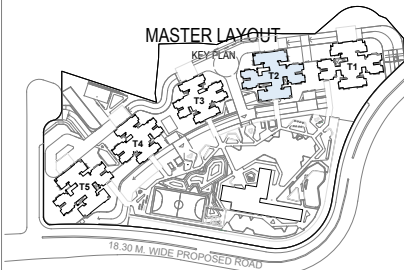 MASTER LAYOUT
KEY PLAN
T1
T2
T3
T4
T5
18.30 M. WIDE PROPOSED ROAD